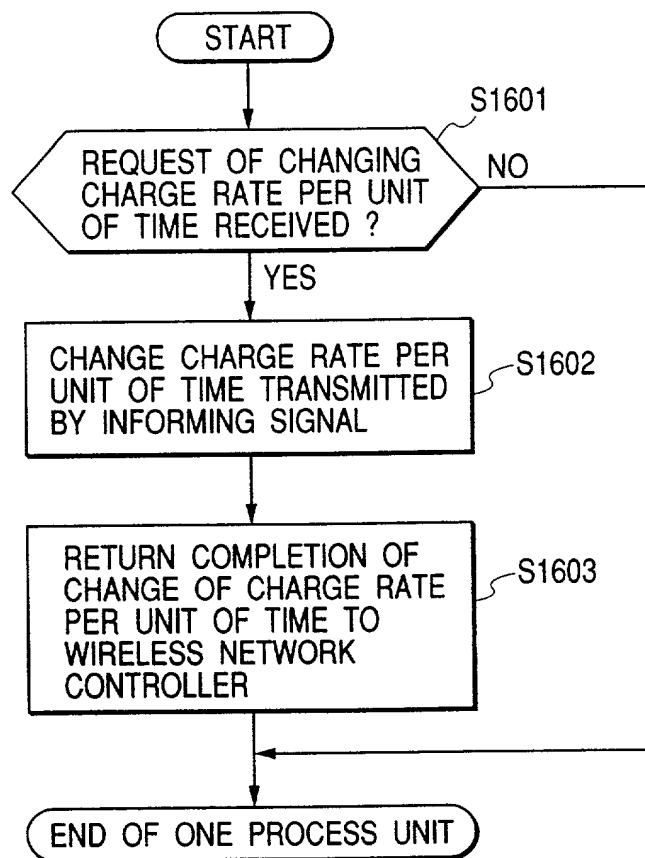 START
S1601
REQUEST OF CHANGING
CHARGE RATE PER UNIT
OF TIME RECEIVED ?
NO
YES
CHANGE CHARGE RATE PER
UNIT OF TIME TRANSMITTED
BY INFORMING SIGNAL
S1602
RETURN COMPLETION OF
CHANGE OF CHARGE RATE
PER UNIT OF TIME TO
WIRELESS NETWORK
CONTROLLER
S1603
END OF ONE PROCESS UNIT